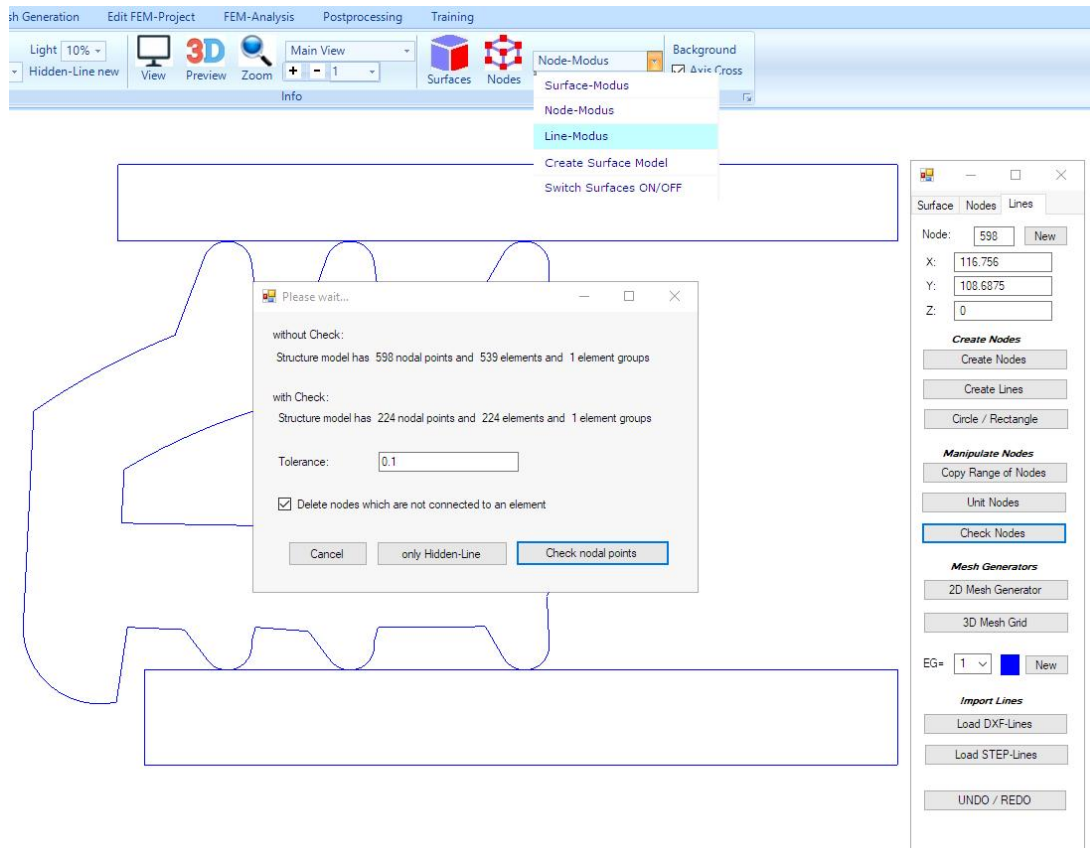 sh Generation Edit FEM-Project FEM-Analysis Postprocessing Training
Light 10%
Hidden-Line new
View
3D
Preview
Zoom
Main View
+ - 1
Info
Surfaces
Nodes
Node-Modus
Background
Axis Cross
Surface-Modus
Node-Modus
Line-Modus
Create Surface Model
Switch Surfaces ON/OFF
Please wait...
without Check:
Structure model has 598 nodal points and 539 elements and 1 element groups
with Check:
Structure model has 224 nodal points and 224 elements and 1 element groups
Tolerance: 0.1
Delete nodes which are not connected to an element
Cancel only Hidden-Line Check nodal points
Surface Nodes Lines
Node: 598 New
X: 116.756
Y: 108.6875
Z: 0
Create Nodes
Create Nodes
Create Lines
Circle / Rectangle
Manipulate Nodes
Copy Range of Nodes
Unit Nodes
Check Nodes
Mesh Generators
2D Mesh Generator
3D Mesh Grid
EG= 1 New
Import Lines
Load DXF-Lines
Load STEP-Lines
UNDO / REDO